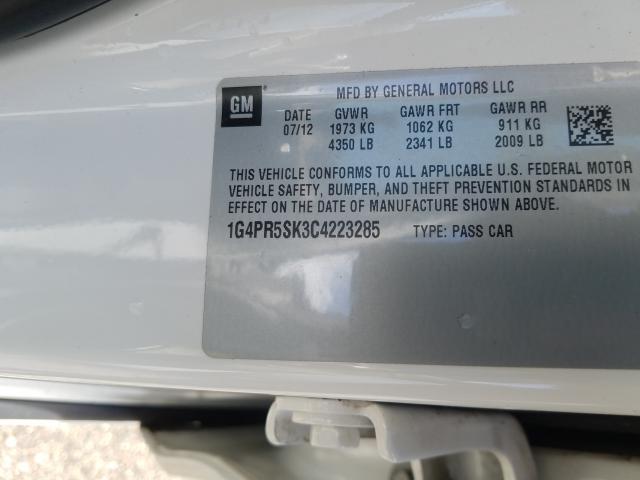 GM
MFD BY GENERAL MOTORS LLC
DATE GVWR GAWR FRT GAWR RR
07/12 1973 KG 1062 KG 911 KG
4350 LB 2341 LB 2009 LB
THIS VEHICLE CONFORMS TO ALL APPLICABLE U.S. FEDERAL MOTOR
VEHICLE SAFETY, BUMPER, AND THEFT PREVENTION STANDARDS IN
EFFECT ON THE DATE OF MANUFACTURE SHOWN ABOVE.
1G4PR5SK3C4223285 TYPE: PASS CAR